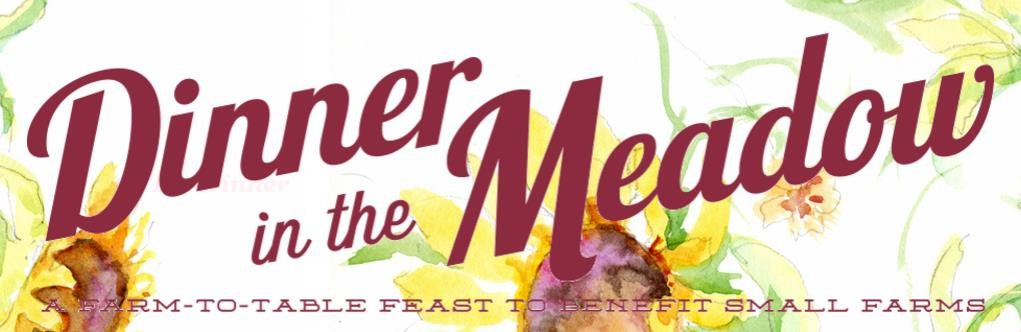 Dinner
in the
Meadow
A FARM-TO-TABLE FEAST TO BENEFIT SMALL FARMS